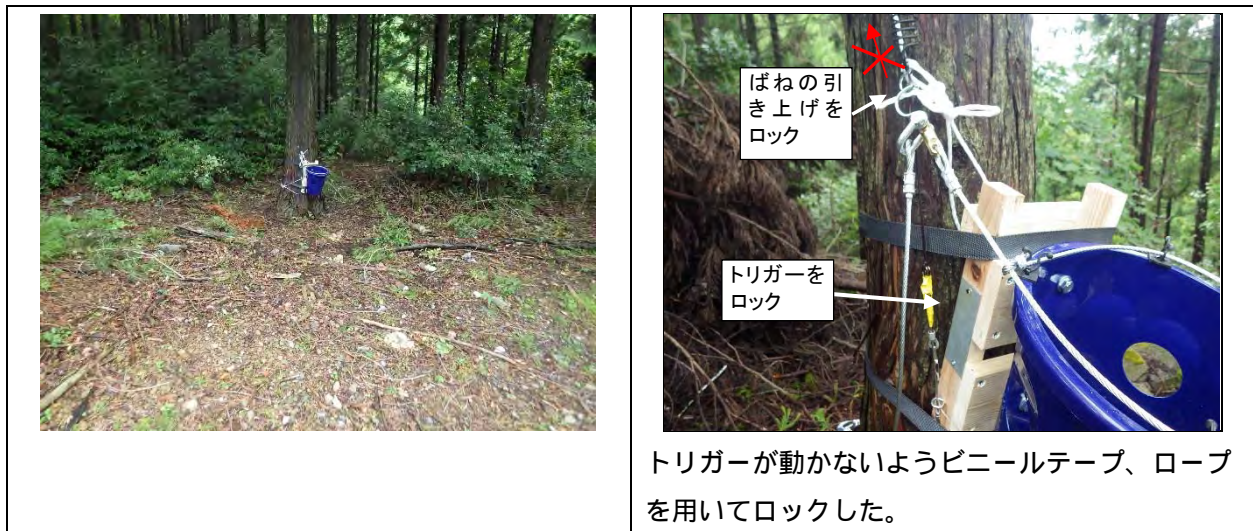 ばねの引
き上げを
ロック
トリガーを
ロック
トリガーが動かないようビニールテープ、ロープ
を用いてロックした。